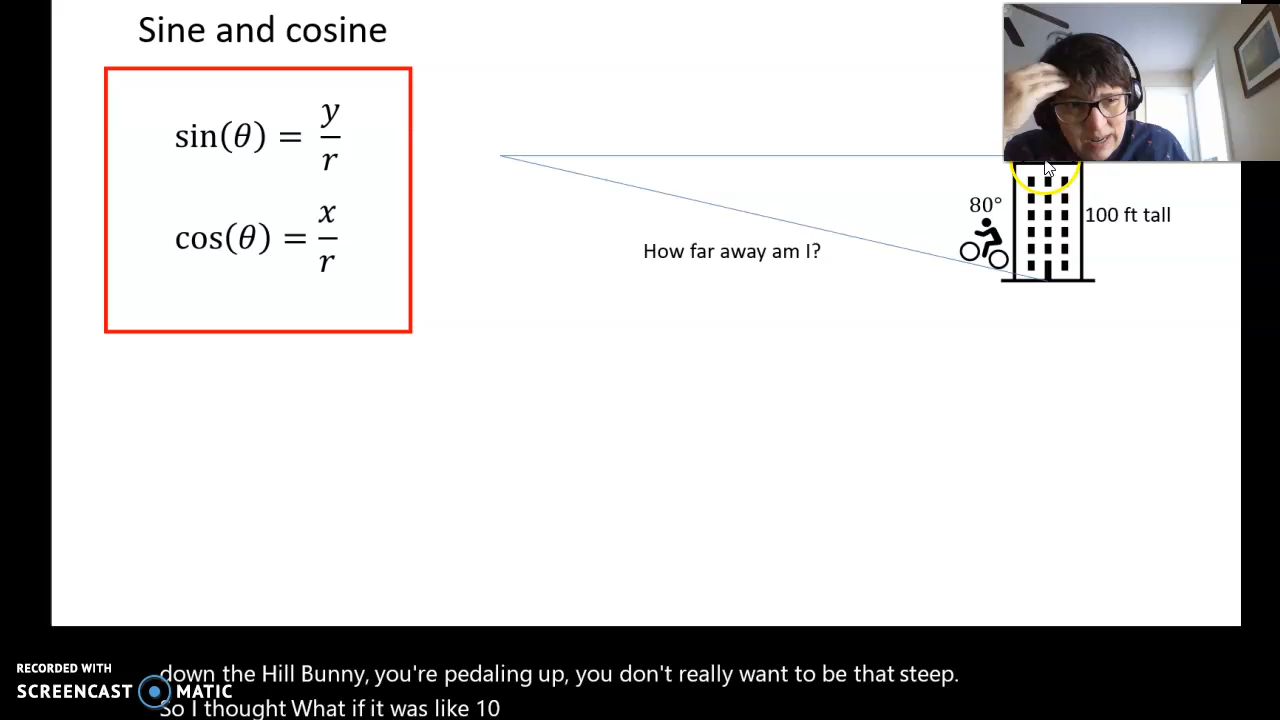 Sine and cosine
sin(θ) = y/r
cos(θ) = x/r
80°
100 ft tall
How far away am I?
RECORDED WITH
SCREENCAST MATIC
down the Hill Bunny, you're pedaling up, you don't really want to be that steep.
So I thought What if it was like 10